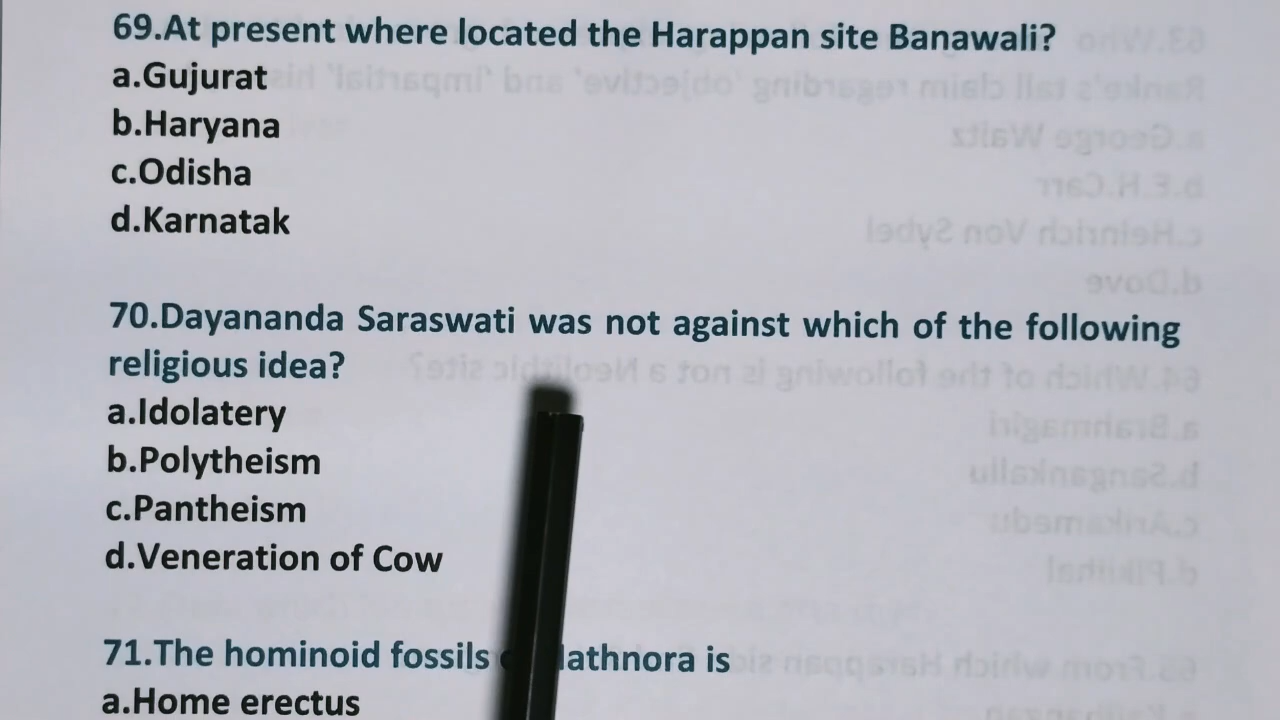 69.At present where located the Harappan site Banawali?
a.Gujurat
b.Haryana
c.Odisha
d.Karnatak
70.Dayananda Saraswati was not against which of the following
religious idea?
a.Idolatery
b.Polytheism
c.Pantheism
d.Veneration of Cow
71.The hominoid fossils athnora is
a.Home erectus